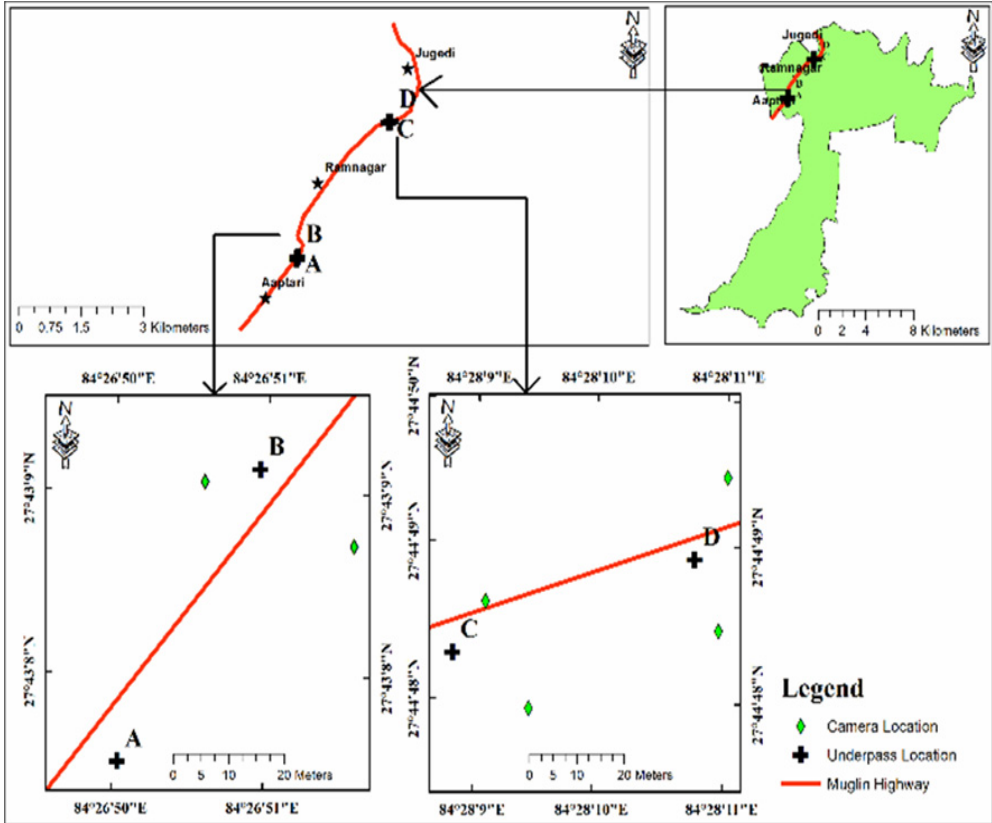 N
Jugedi
D
C
Ramnagar
B
A
Aaptari
0 0.75 1.5 3 Kilometers
N
Jugedi
Ramnagar
Aaptari
0 2 4 8 Kilometers
84°26'50"E 84°26'51"E
N
B
27°43'9"N
27°43'9"N
27°43'8"N
27°43'8"N
A
0 5 10 20 Meters
84°26'50"E 84°26'51"E
84°28'9"E 84°28'10"E 84°28'11"E
27°44'50"N
N
27°44'49"N
27°44'49"N
D
C
27°44'48"N
27°44'48"N
0 5 10 20 Meters
84°28'9"E 84°28'10"E 84°28'11"E
Legend
Camera Location
Underpass Location
Muglin Highway